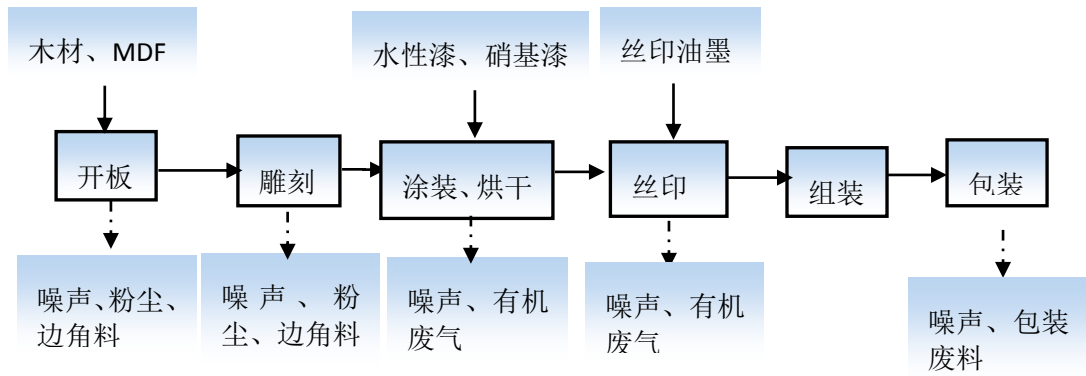 木材、MDF
水性漆、硝基漆
丝印油墨
开板
雕刻
涂装、烘干
丝印
组装
包装
噪声、粉尘、
边角料
噪声、粉
尘、边角料
噪声、有机
废气
噪声、有机
废气
噪声、包装
废料